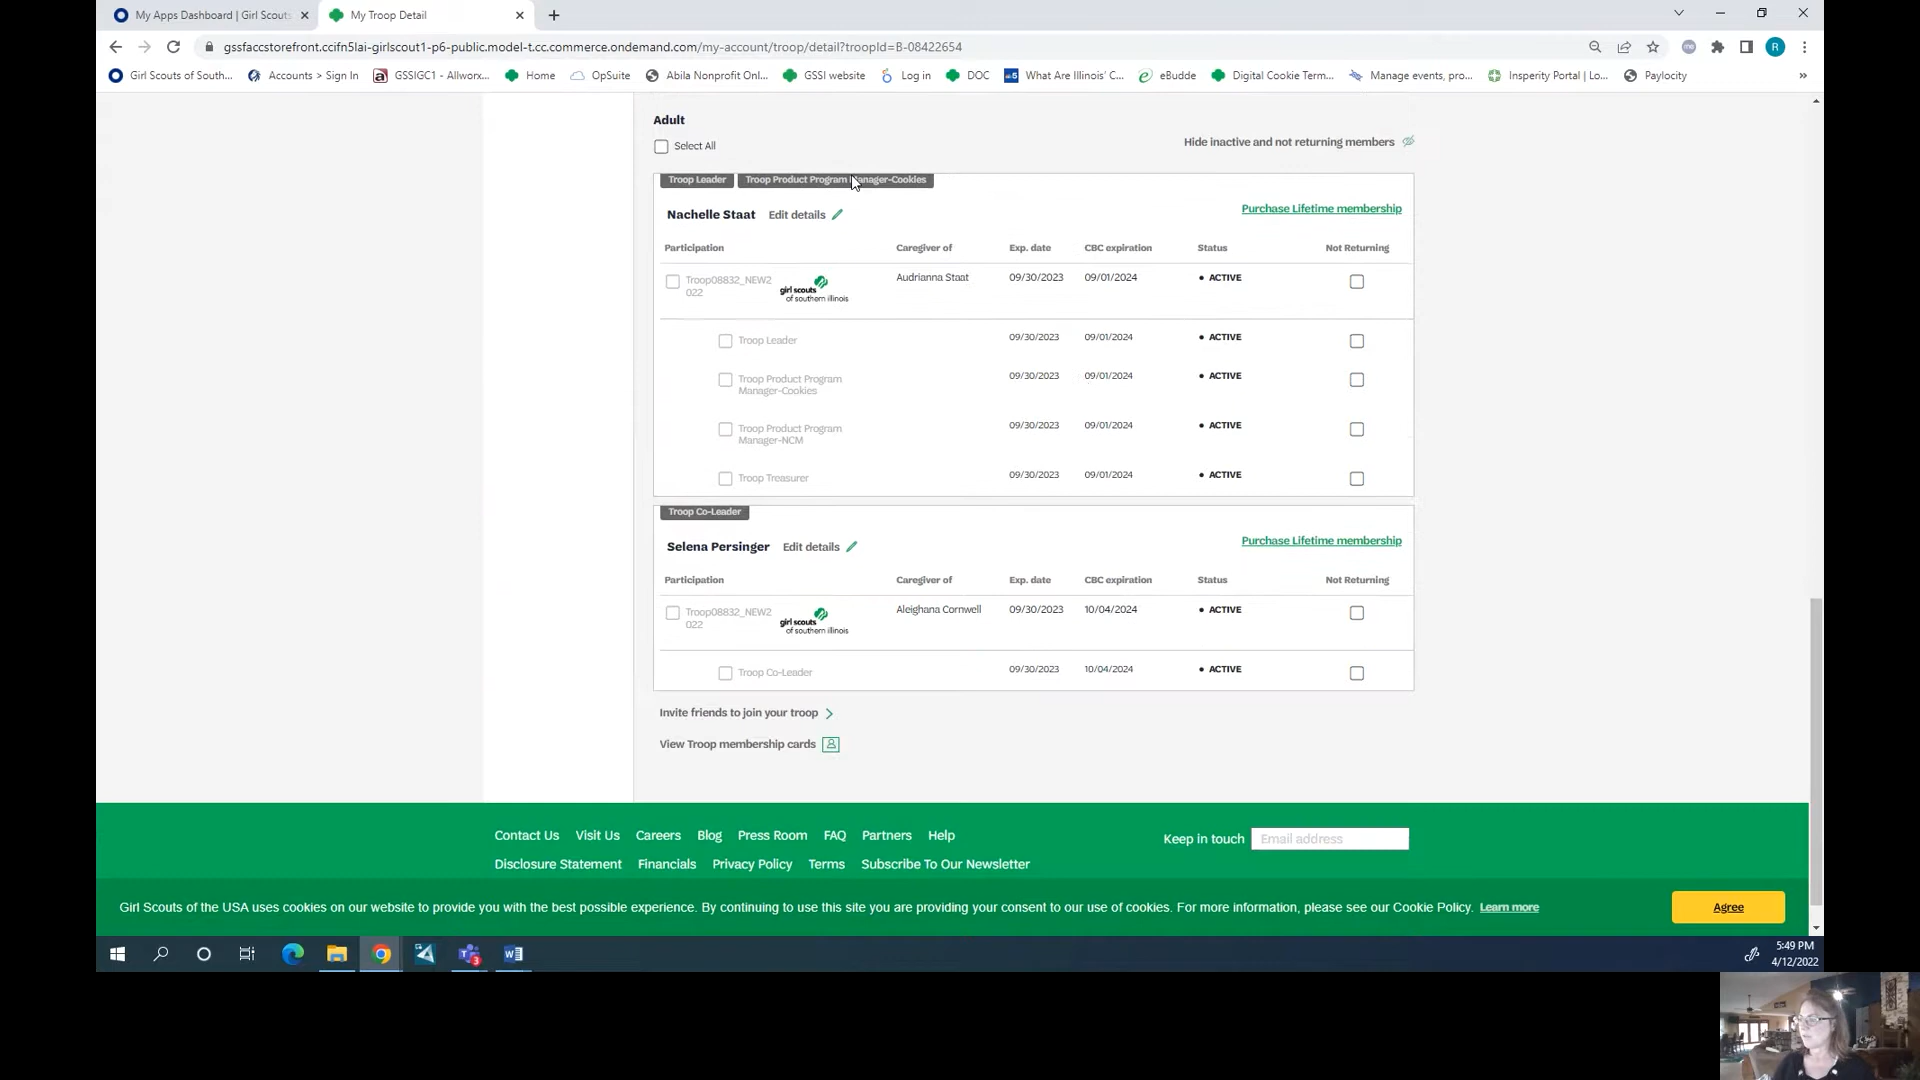 My Apps Dashboard | Girl Scouts
My Troop Detail
gssfaccstorefront.ccifn5lai-girlscout1-p6-public.model-t.cc.commerce.ondemand.com/my-account/troop/detail?troopId=B-08422654
R
Girl Scouts of South... Accounts > Sign In GSSIGC1 - Allworx... Home OpSuite Abila Nonprofit Onl... GSSI website Log in DOC What Are Illinois' C... eBudde Digital Cookie Term... Manage events, pro... Insperity Portal | Lo... Paylocity »
Adult
Select All
Hide inactive and not returning members
Troop Leader Troop Product Program Manager-Cookies
Nachelle Staat Edit details
Purchase Lifetime membership
Participation Caregiver of Exp. date CBC expiration Status Not Returning
Troop08832_NEW2
022
girl scouts
of southern illinois
Audrianna Staat 09/30/2023 09/01/2024 • ACTIVE
Troop Leader 09/30/2023 09/01/2024 • ACTIVE
Troop Product Program
Manager-Cookies
09/30/2023 09/01/2024 • ACTIVE
Troop Product Program
Manager-NCM
09/30/2023 09/01/2024 • ACTIVE
Troop Treasurer 09/30/2023 09/01/2024 • ACTIVE
Troop Co-Leader
Selena Persinger Edit details
Purchase Lifetime membership
Participation Caregiver of Exp. date CBC expiration Status Not Returning
Troop08832_NEW2
022
girl scouts
of southern illinois
Aleighana Cornwell 09/30/2023 10/04/2024 • ACTIVE
Troop Co-Leader 09/30/2023 10/04/2024 • ACTIVE
Invite friends to join your troop
View Troop membership cards
Contact Us Visit Us Careers Blog Press Room FAQ Partners Help
Keep in touch Email address
Disclosure Statement Financials Privacy Policy Terms Subscribe To Our Newsletter
Girl Scouts of the USA uses cookies on our website to provide you with the best possible experience. By continuing to use this site you are providing your consent to our use of cookies. For more information, please see our Cookie Policy. Learn more
Agree
5:49 PM
4/12/2022